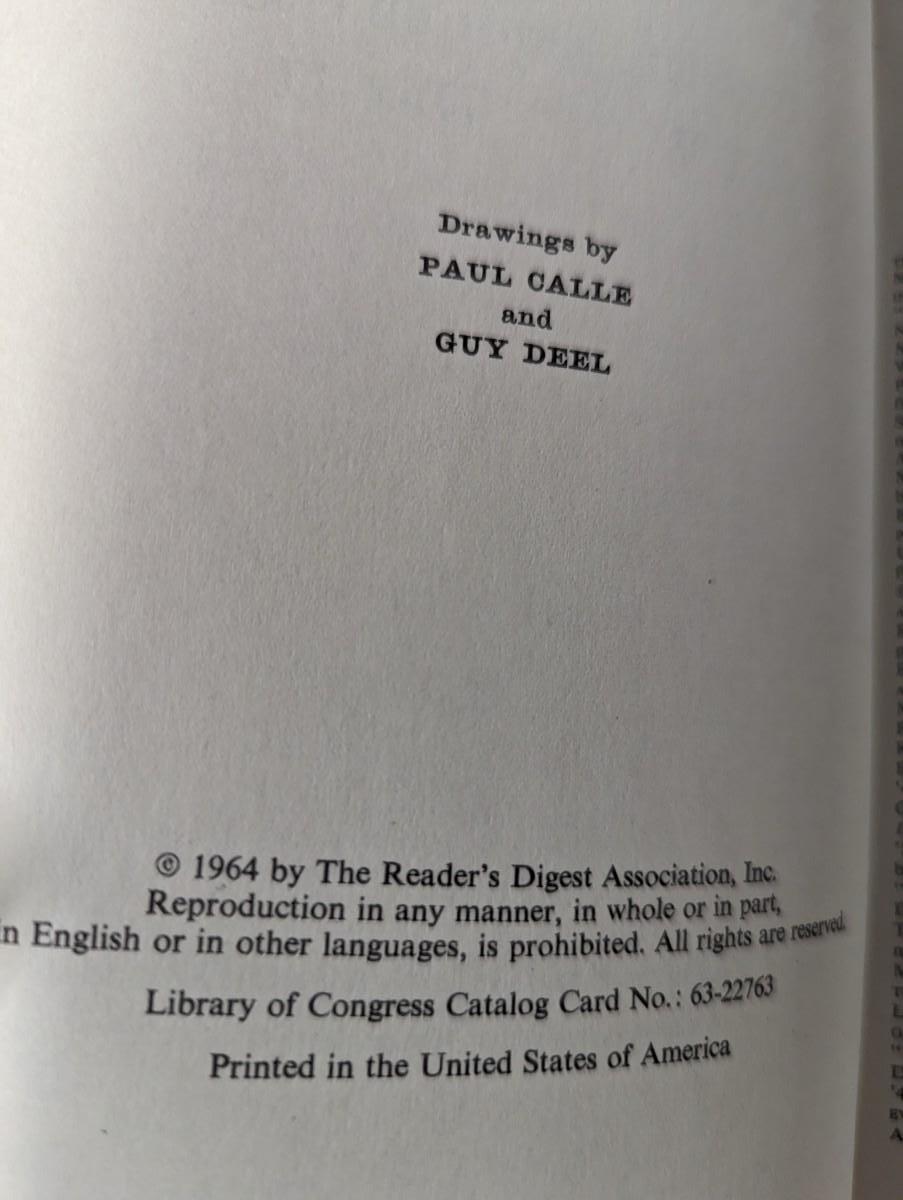 Drawings by
PAUL CALLE
and
GUY DEEL
© 1964 by The Reader's Digest Association, Inc.
Reproduction in any manner, in whole or in part,
in English or in other languages, is prohibited. All rights are reserved.
Library of Congress Catalog Card No.: 63-22763
Printed in the United States of America